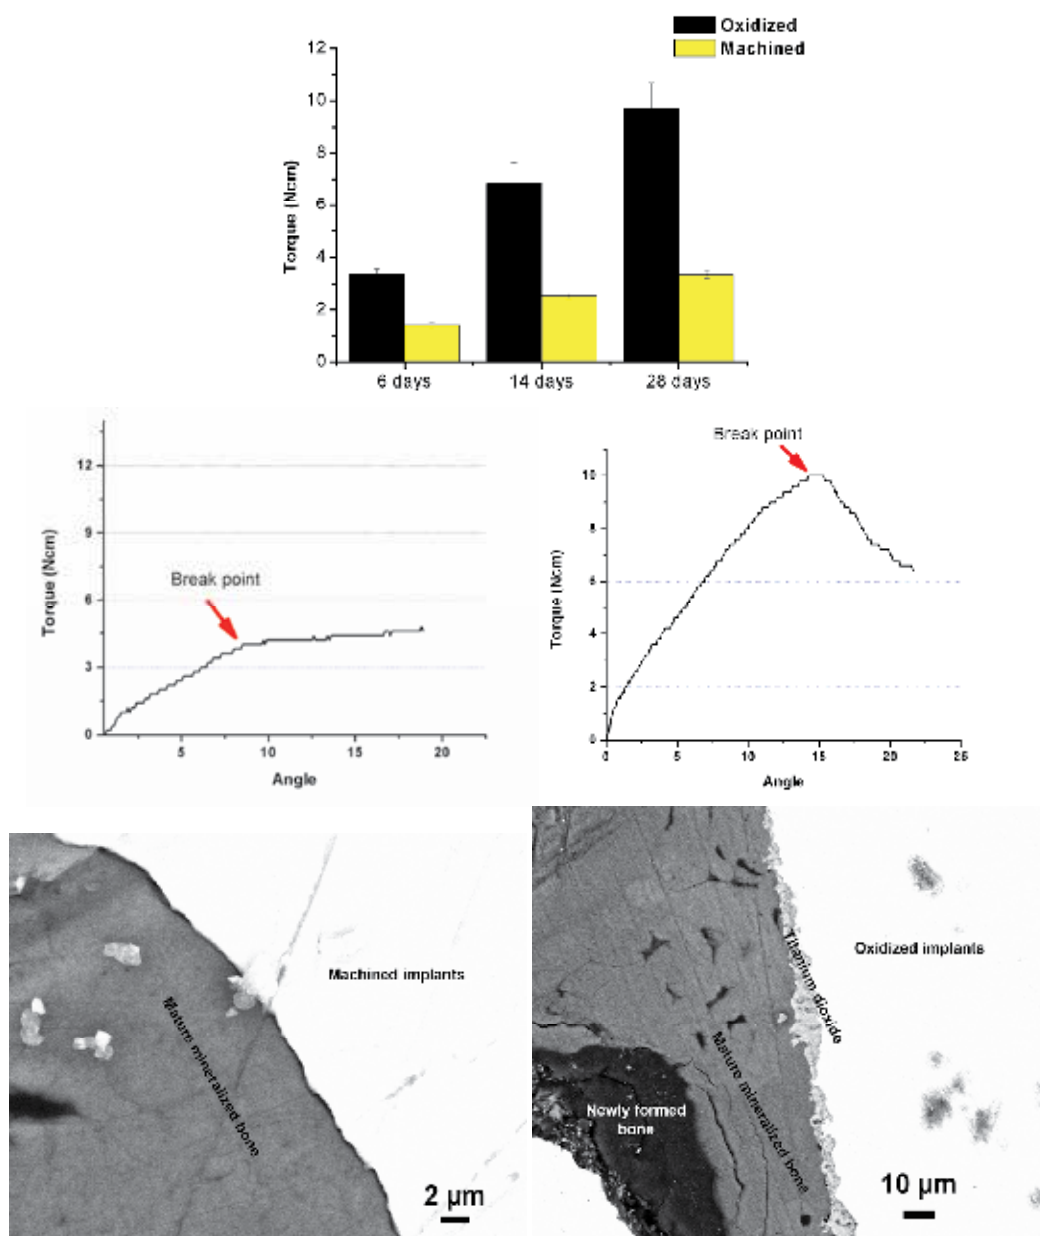 Oxidized
Machined
12
10
8
6
4
2
0
Torque (Ncm)
6 days
14 days
28 days
Break point
12
9
6
3
0
Torque (Ncm)
5
10
15
20
Angle
Break point
10
8
6
4
2
0
Torque (Ncm)
0
5
10
15
20
25
Angle
Machined implants
Mature mineralized bone
2 µm
Oxidized implants
Titanium dioxide
Mature mineralized bone
Newly formed
bone
10 µm